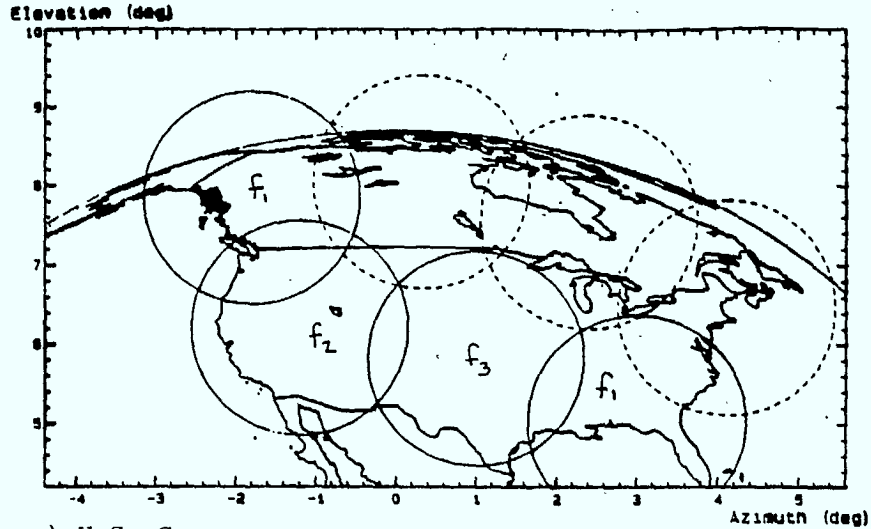 Elevation (deg)
10
9
8
7
6
5
f₁
f₂
f₃
f₁
-4 -3 -2 -1 0 1 2 3 4 5
Azimuth (deg)